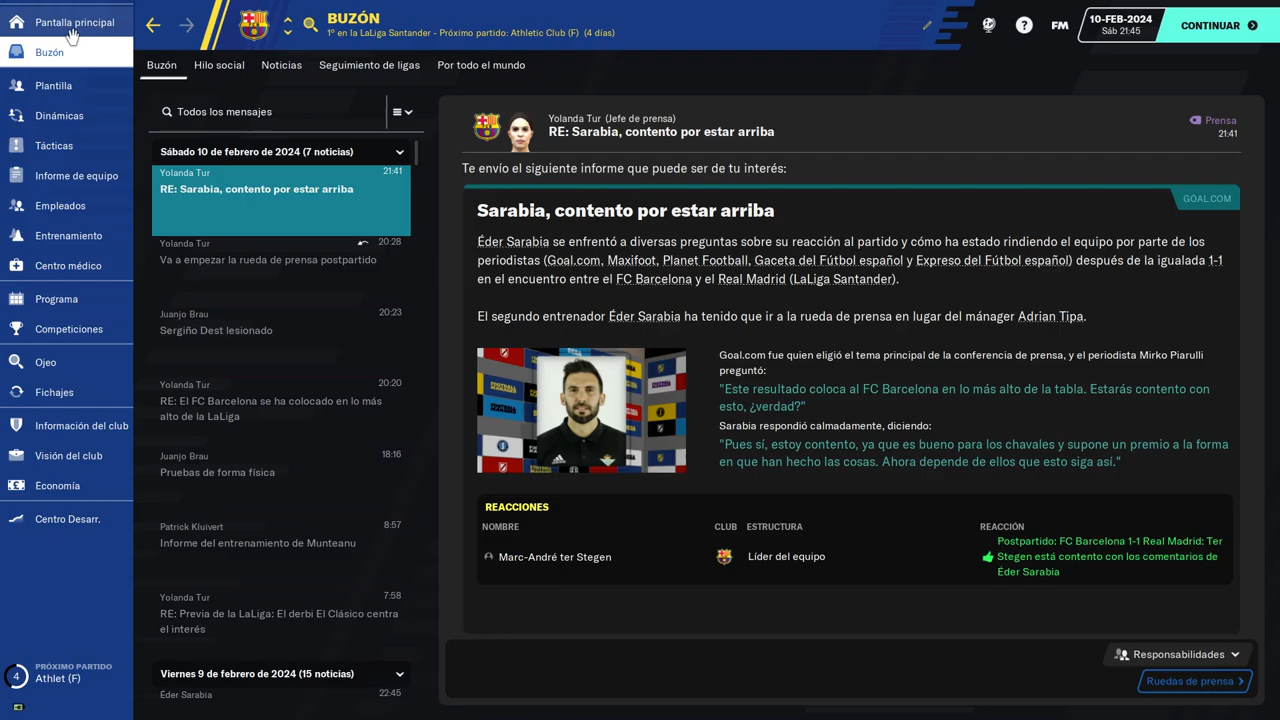 Pantalla principal
Buzón
Plantilla
Dinámicas
Tácticas
Informe de equipo
Empleados
Entrenamiento
Centro médico
Programa
Competiciones
Ojeo
Fichajes
Información del club
Visión del club
Economía
Centro Desarr.
4
PRÓXIMO PARTIDO
Athlet (F)
BUZÓN
1º en la LaLiga Santander - Próximo partido: Athletic Club (F) (4 días)
FM
10-FEB-2024
Sáb 21:45
CONTINUAR
Buzón Hilo social Noticias Seguimiento de ligas Por todo el mundo
Todos los mensajes
Sábado 10 de febrero de 2024 (7 noticias)
Yolanda Tur 21:41
RE: Sarabia, contento por estar arriba
Yolanda Tur 20:28
Va a empezar la rueda de prensa postpartido
Juanjo Brau 20:23
Sergiño Dest lesionado
Yolanda Tur 20:20
RE: El FC Barcelona se ha colocado en lo más
alto de la LaLiga
Juanjo Brau 18:16
Pruebas de forma física
Patrick Kluivert 8:57
Informe del entrenamiento de Munteanu
Yolanda Tur 7:58
RE: Previa de la LaLiga: El derbi El Clásico centra
el interés
Viernes 9 de febrero de 2024 (15 noticias)
Éder Sarabia 22:45
Yolanda Tur (Jefe de prensa)
RE: Sarabia, contento por estar arriba
Prensa
21:41
Te envío el siguiente informe que puede ser de tu interés:
GOAL.COM
Sarabia, contento por estar arriba
Éder Sarabia se enfrentó a diversas preguntas sobre su reacción al partido y cómo ha estado rindiendo el equipo por parte de los
periodistas (Goal.com, Maxifoot, Planet Football, Gaceta del Fútbol español y Expreso del Fútbol español) después de la igualada 1-1
en el encuentro entre el FC Barcelona y el Real Madrid (LaLiga Santander).
El segundo entrenador Éder Sarabia ha tenido que ir a la rueda de prensa en lugar del mánager Adrian Tipa.
Goal.com fue quien eligió el tema principal de la conferencia de prensa, y el periodista Mirko Piarulli
preguntó:
"Este resultado coloca al FC Barcelona en lo más alto de la tabla. Estarás contento con
esto, ¿verdad?"
Sarabia respondió calmadamente, diciendo:
"Pues sí, estoy contento, ya que es bueno para los chavales y supone un premio a la forma
en que han hecho las cosas. Ahora depende de ellos que esto siga así."
REACCIONES
NOMBRE CLUB ESTRUCTURA REACCIÓN
Marc-André ter Stegen Líder del equipo
Postpartido: FC Barcelona 1-1 Real Madrid: Ter
Stegen está contento con los comentarios de
Éder Sarabia
Responsabilidades
Ruedas de prensa